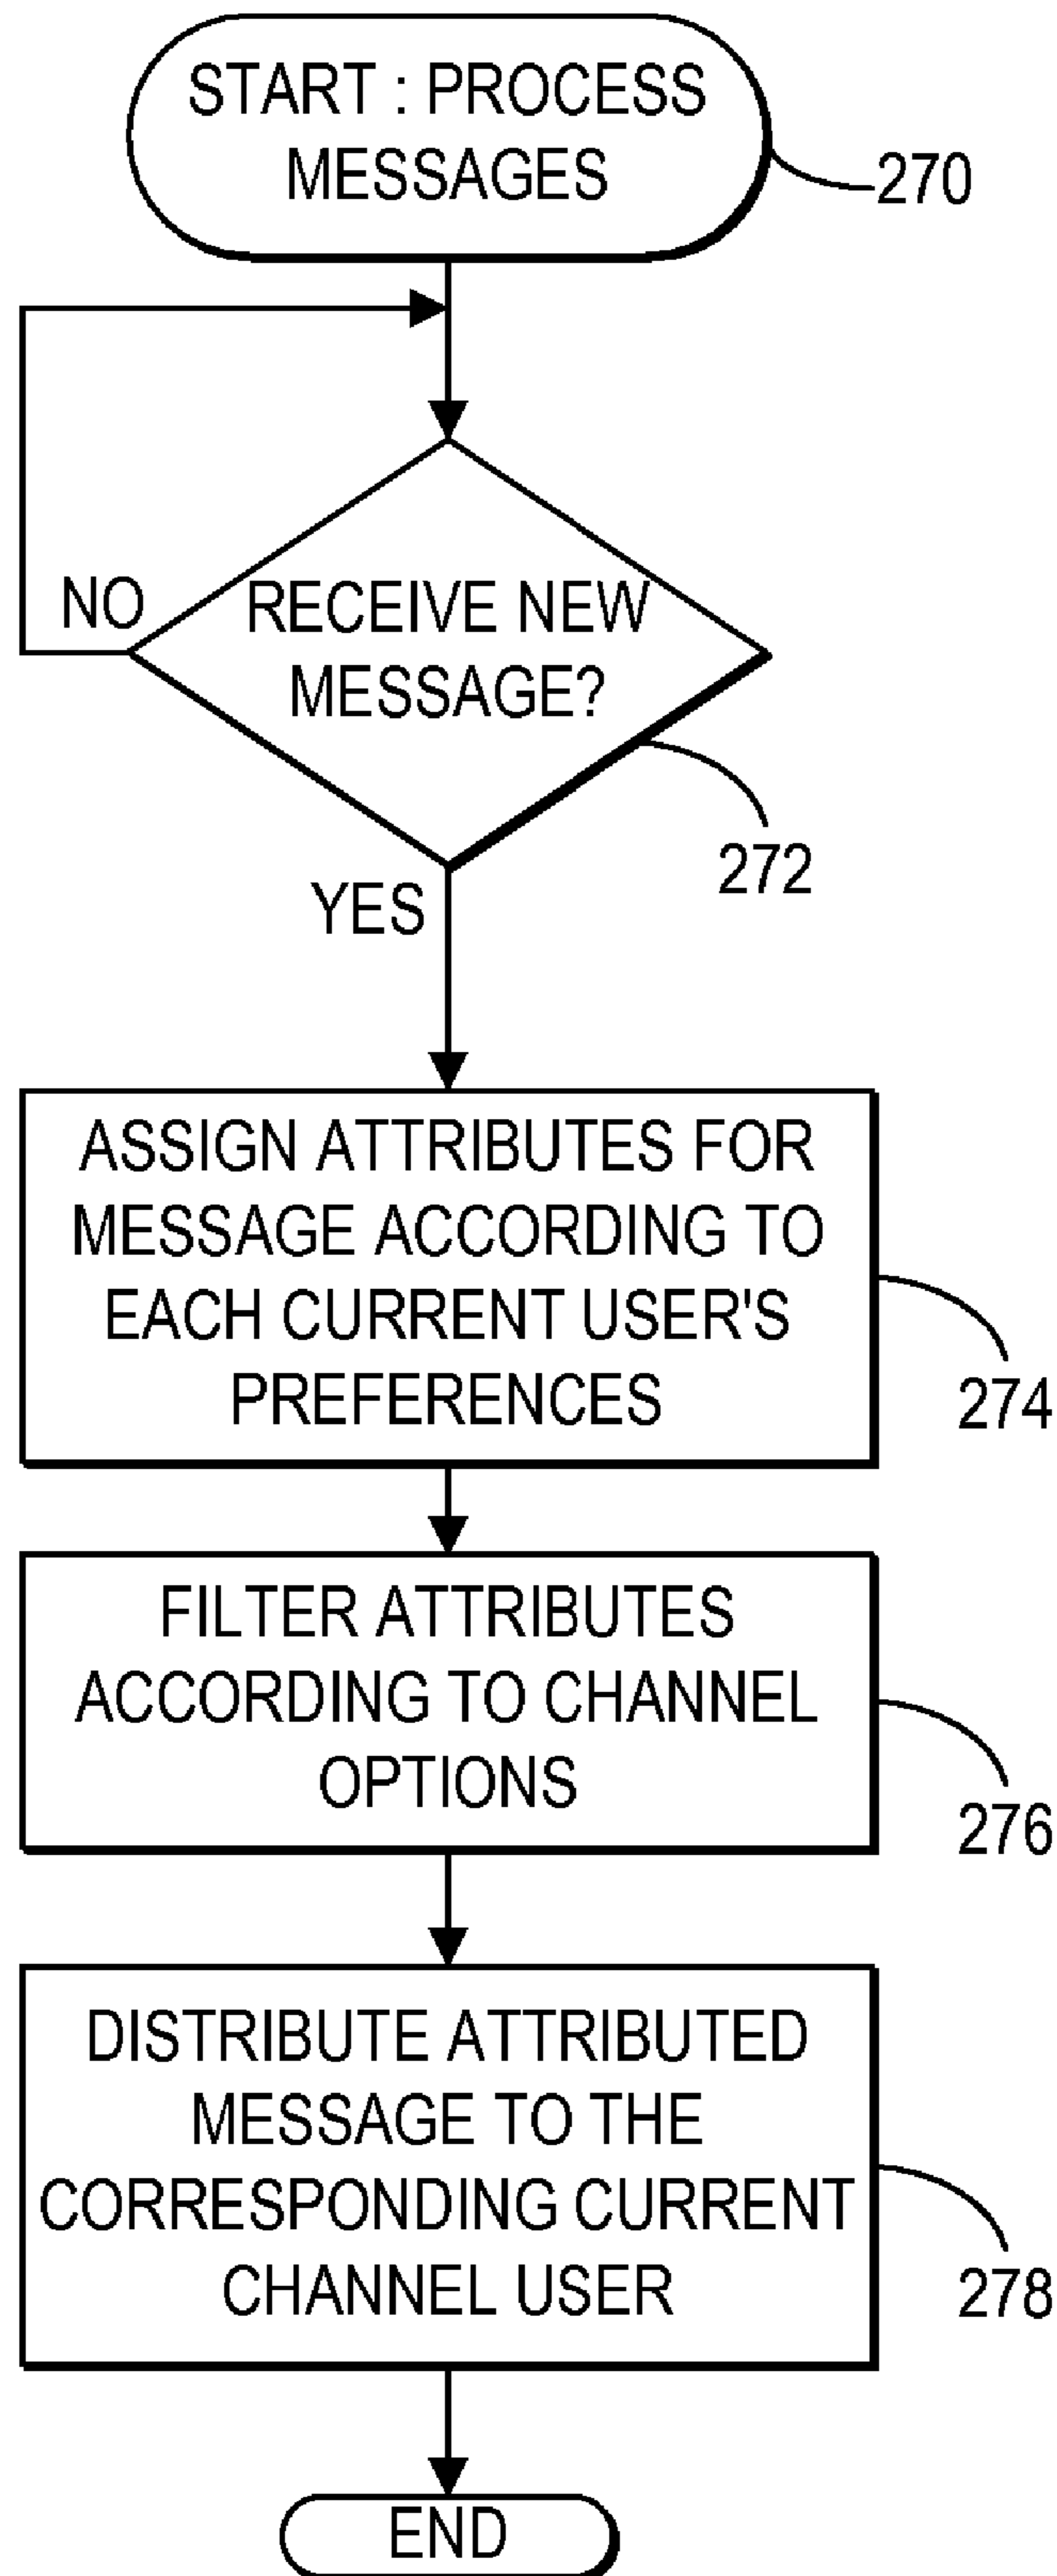 START : PROCESS
MESSAGES
270
NO
RECEIVE NEW
MESSAGE?
272
YES
ASSIGN ATTRIBUTES FOR
MESSAGE ACCORDING TO
EACH CURRENT USER'S
PREFERENCES
274
FILTER ATTRIBUTES
ACCORDING TO CHANNEL
OPTIONS
276
DISTRIBUTE ATTRIBUTED
MESSAGE TO THE
CORRESPONDING CURRENT
CHANNEL USER
278
END